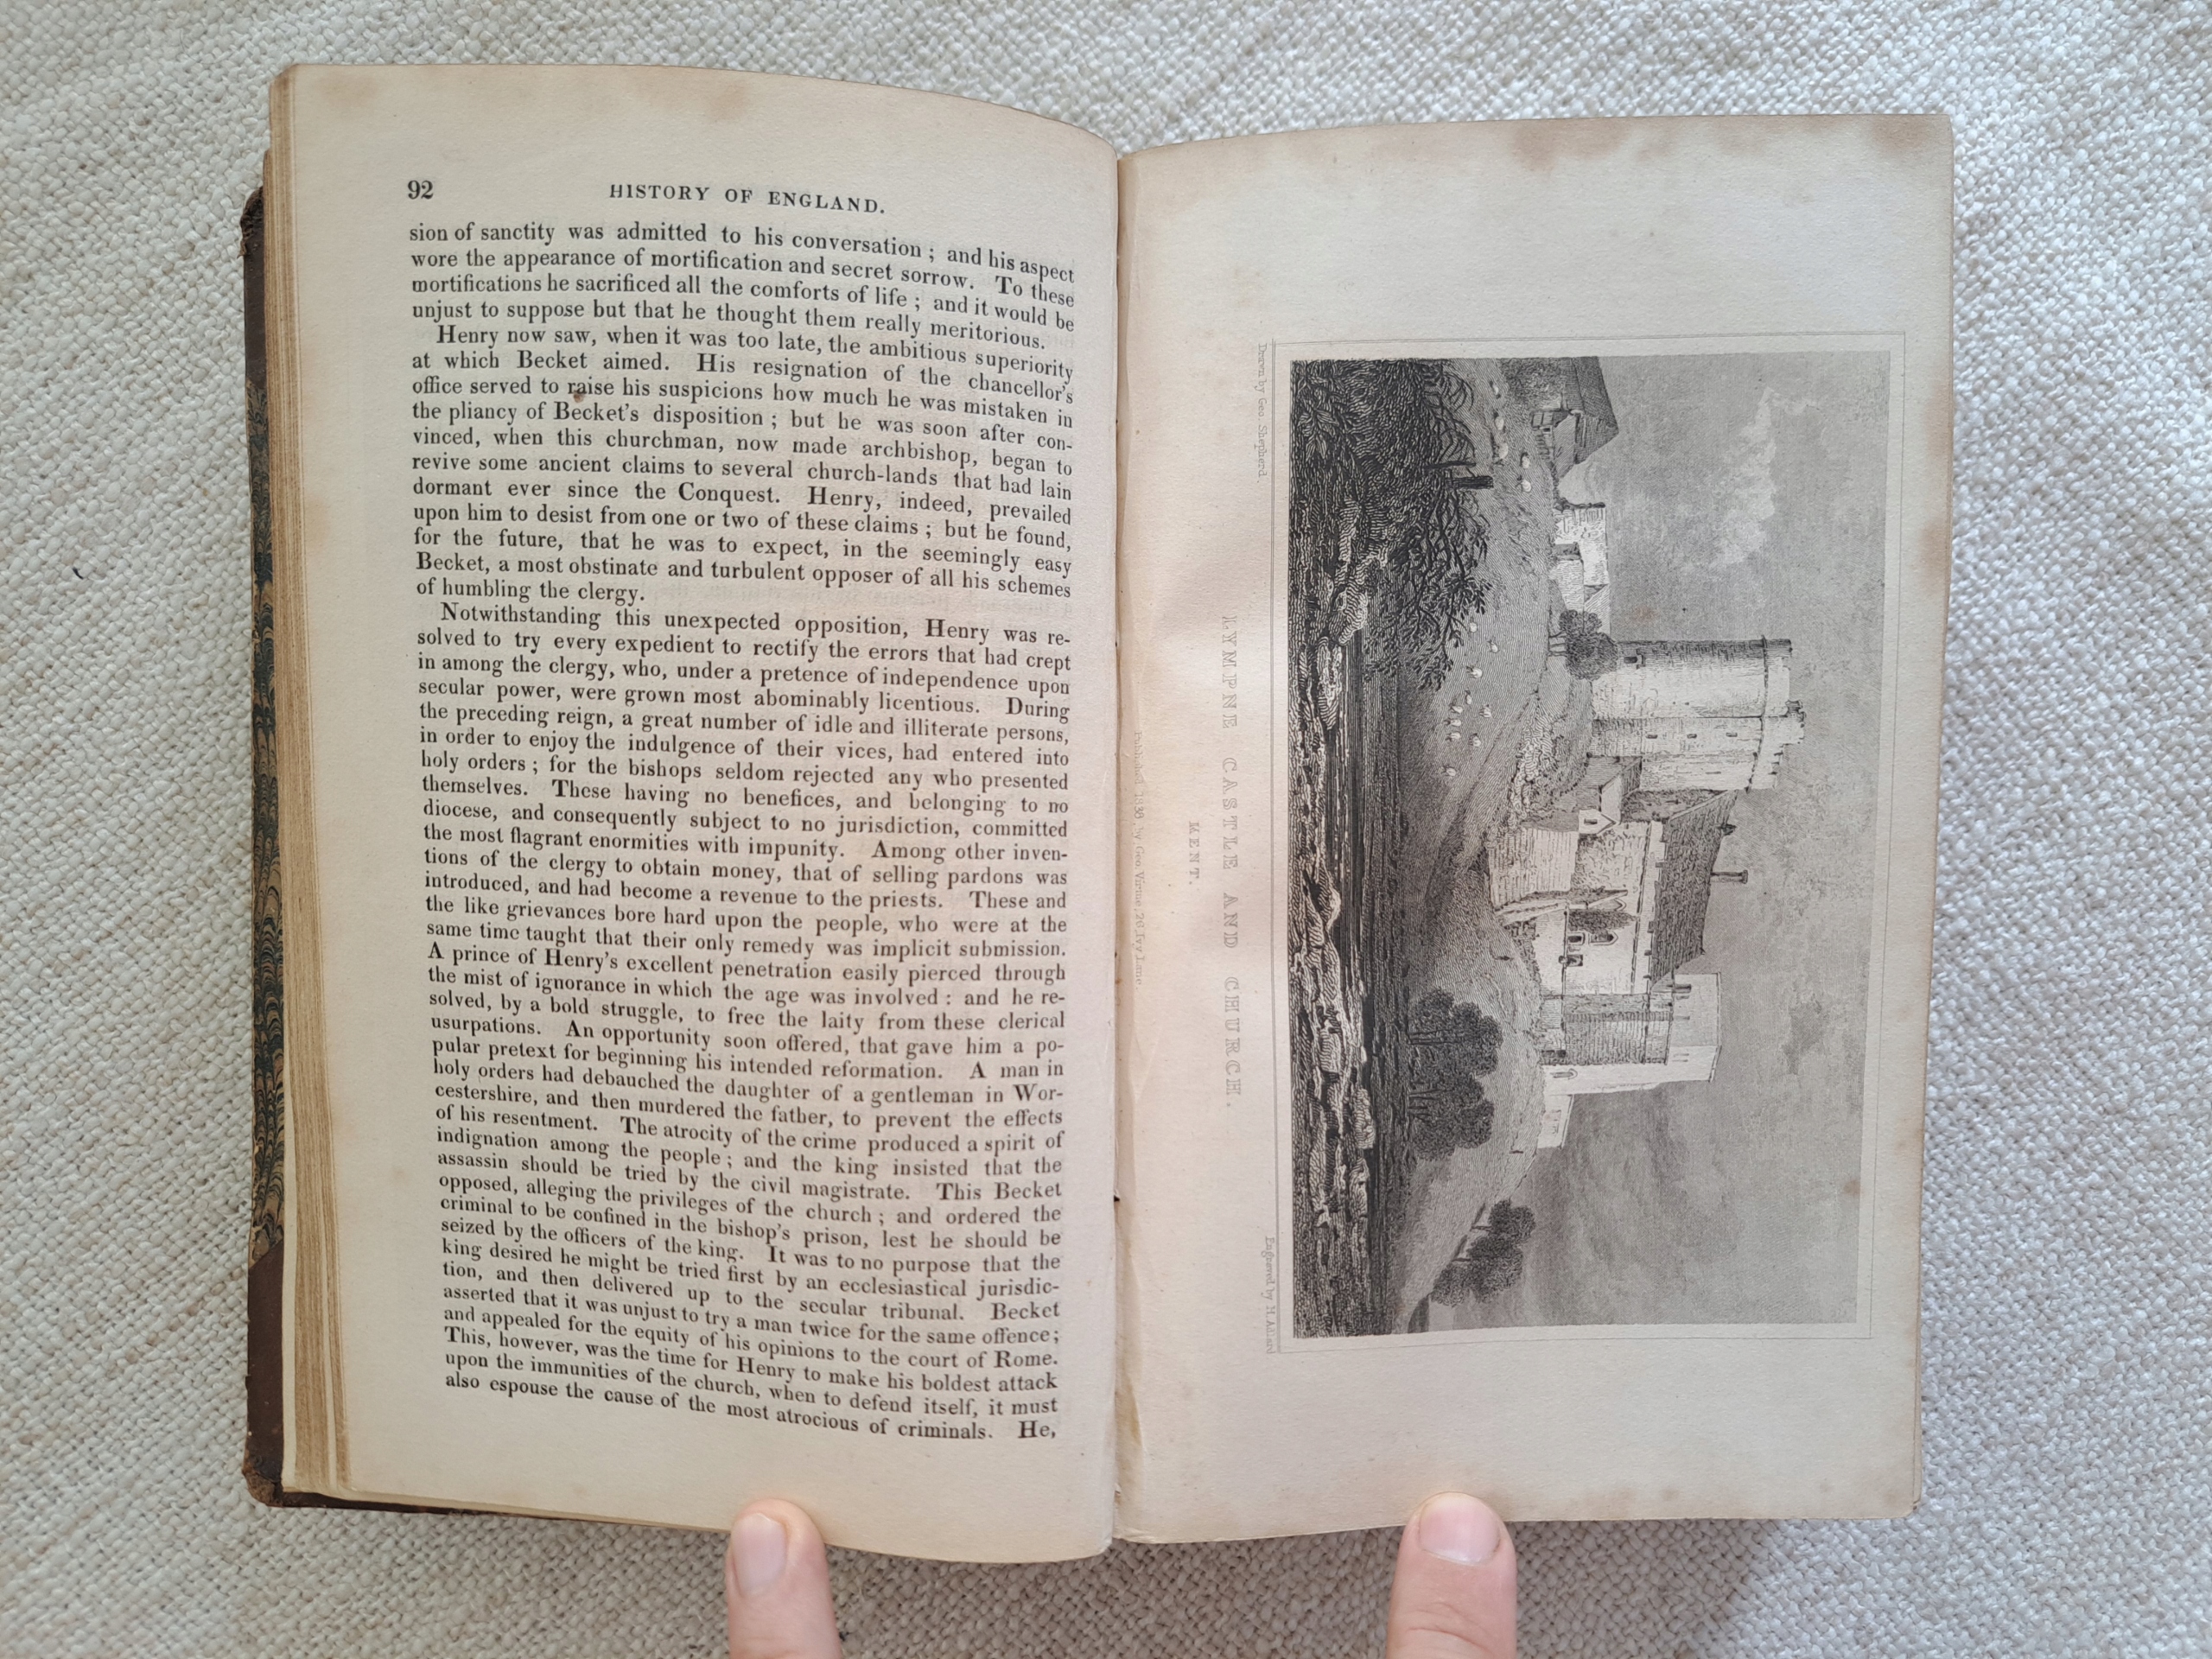 92 HISTORY OF ENGLAND.
sion of sanctity was admitted to his conversation ; and his aspect
wore the appearance of mortification and secret sorrow. To these
mortifications he sacrificed all the comforts of life ; and it would be
unjust to suppose but that he thought them really meritorious.
Henry now saw, when it was too late, the ambitious superiority
at which Becket aimed. His resignation of the chancellor's
office served to raise his suspicions how much he was mistaken in
the pliancy of Becket's disposition ; but he was soon after con-
vinced, when this churchman, now made archbishop, began to
revive some ancient claims to several church-lands that had lain
dormant ever since the Conquest. Henry, indeed, prevailed
upon him to desist from one or two of these claims ; but he found,
for the future, that he was to expect, in the seemingly easy
Becket, a most obstinate and turbulent opposer of all his schemes
of humbling the clergy.
Notwithstanding this unexpected opposition, Henry was re-
solved to try every expedient to rectify the errors that had crept
in among the clergy, who, under a pretence of independence upon
secular power, were grown most abominably licentious. During
the preceding reign, a great number of idle and illiterate persons,
in order to enjoy the indulgence of their vices, had entered into
holy orders ; for the bishops seldom rejected any who presented
themselves. These having no benefices, and belonging to no
diocese, and consequently subject to no jurisdiction, committed
the most flagrant enormities with impunity. Among other inven-
tions of the clergy to obtain money, that of selling pardons was
introduced, and had become a revenue to the priests. These and
the like grievances bore hard upon the people, who were at the
same time taught that their only remedy was implicit submission.
A prince of Henry's excellent penetration easily pierced through
the mist of ignorance in which the age was involved : and he re-
solved, by a bold struggle, to free the laity from these clerical
usurpations. An opportunity soon offered, that gave him a po-
pular pretext for beginning his intended reformation. A man in
holy orders had debauched the daughter of a gentleman in Wor-
cestershire, and then murdered the father, to prevent the effects
of his resentment. The atrocity of the crime produced a spirit of
indignation among the people ; and the king insisted that the
assassin should be tried by the civil magistrate. This Becket
opposed, alleging the privileges of the church ; and ordered the
criminal to be confined in the bishop's prison, lest he should be
seized by the officers of the king. It was to no purpose that the
king desired he might be tried first by an ecclesiastical jurisdic-
tion, and then delivered up to the secular tribunal. Becket
asserted that it was unjust to try a man twice for the same offence ;
and appealed for the equity of his opinions to the court of Rome.
This, however, was the time for Henry to make his boldest attack
upon the immunities of the church, when to defend itself, it must
also espouse the cause of the most atrocious of criminals. He,
Drawn by Geo. Shepherd.
Engraved by H.
LYMPNE CASTLE AND CHURCH.
KENT.
Published by Geo. Virtue, 26 Ivy Lane